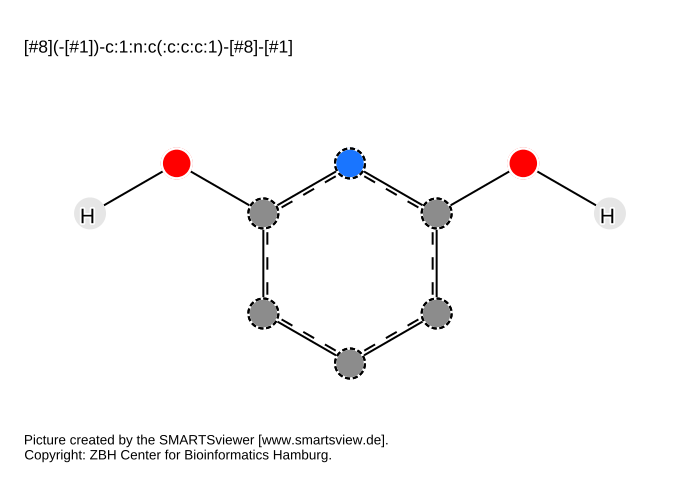 [#8](-[#1])-c:1:n:c(:c:c:c:1)-[#8]-[#1]
H
H
Picture created by the SMARTSviewer [www.smartsview.de].
Copyright: ZBH Center for Bioinformatics Hamburg.